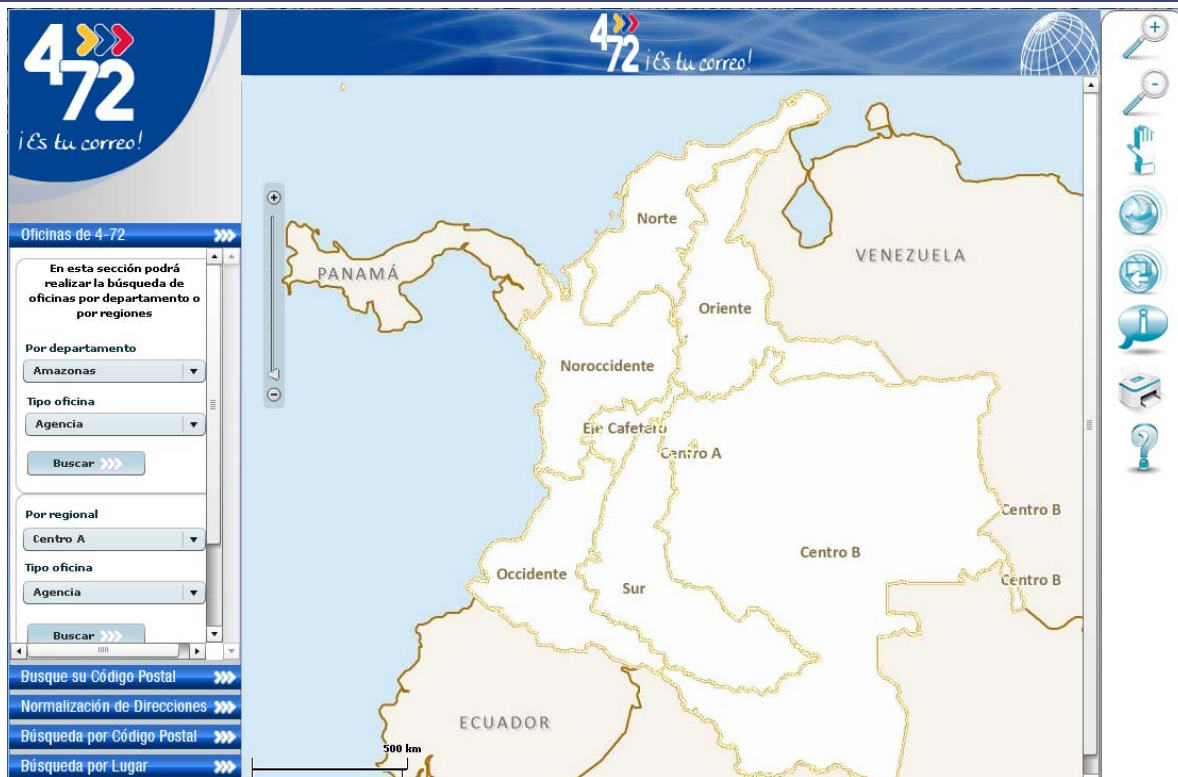 4
72
¡Es tu correo!
4
72 ¡Es tu correo!
Oficinas de 4-72
En esta sección podrá
realizar la búsqueda de
oficinas por departamento o
por regiones
Por departamento
Amazonas
Tipo oficina
Agencia
Buscar
Por regional
Centro A
Tipo oficina
Agencia
Buscar
Busque su Código Postal
Normalización de Direcciones
Búsqueda por Código Postal
Búsqueda por Lugar
Norte
VENEZUELA
PANAMÁ
Oriente
Noroccidente
Eje Cafetero
Centro A
Centro B
Centro B
Occidente
Sur
Centro B
ECUADOR
500 km